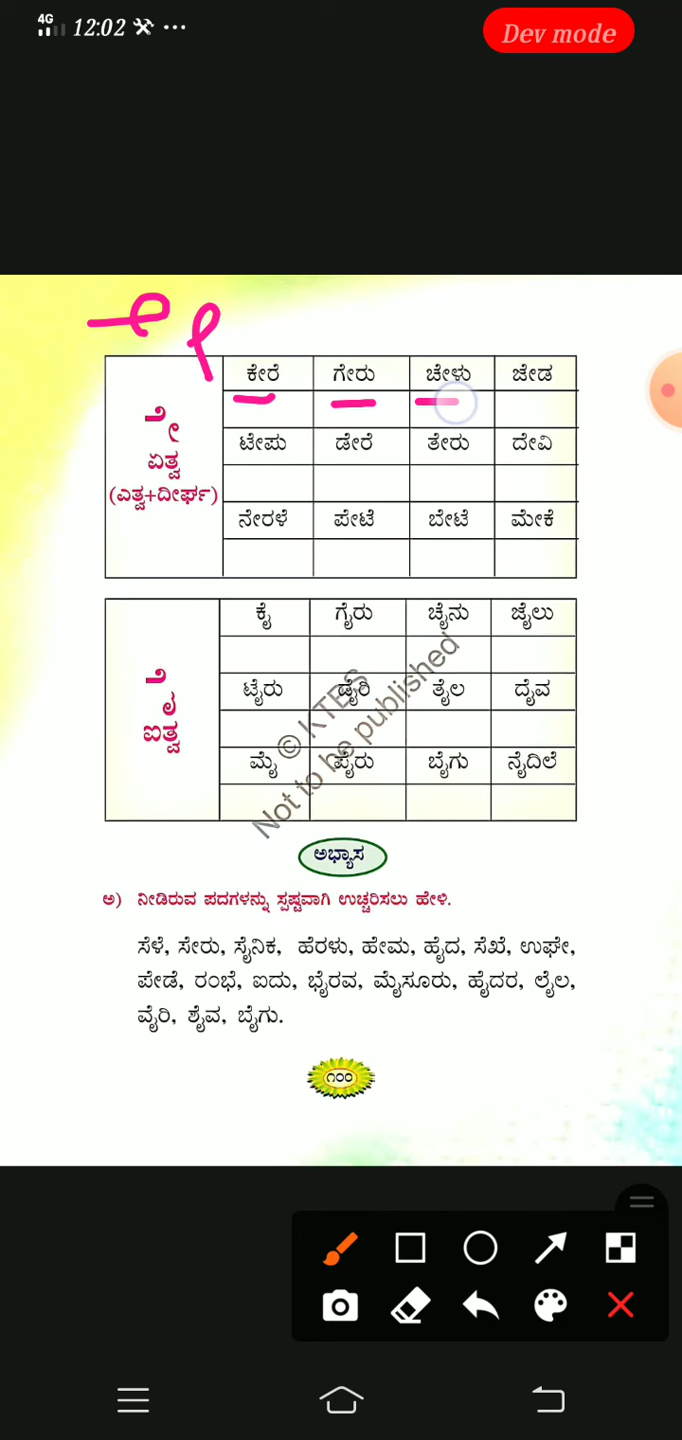 4G 12:02
Dev mode
ಕೇರೆ ಗೇರು ಚೇಳು ಜೇಡ
ೇ
ಏತ್ವ
(ಎತ್ವ+ದೀರ್ಘ)
ಟೇಪು ಡೇರೆ ತೇರು ದೇವಿ
ನೇರಳೆ ಪೇಟೆ ಬೇಟೆ ಮೇಕೆ
ಕೈ ಗೈರು ಚೈನು ಜೈಲು
ೈ
ಐತ್ವ
ಟೈರು ಡೈರಿ ತೈಲ ದೈವ
ಮೈ ಪೈರು ಬೈಗು ನೈದಿಲೆ
© KTBS
Not to be published
ಅಭ್ಯಾಸ
ಅ) ನೀಡಿರುವ ಪದಗಳನ್ನು ಸ್ಪಷ್ಟವಾಗಿ ಉಚ್ಚರಿಸಲು ಹೇಳಿ.
ಸೆಳೆ, ಸೇರು, ಸೈನಿಕ, ಹೆರಳು, ಹೇಮ, ಹೈದ, ಸೆಖೆ, ಉಘೇ,
ಪೇಡೆ, ರಂಭೆ, ಐದು, ಭೈರವ, ಮೈಸೂರು, ಹೈದರ, ಲೈಲ,
ವೈರಿ, ಶೈವ, ಬೈಗು.
೧೦೦